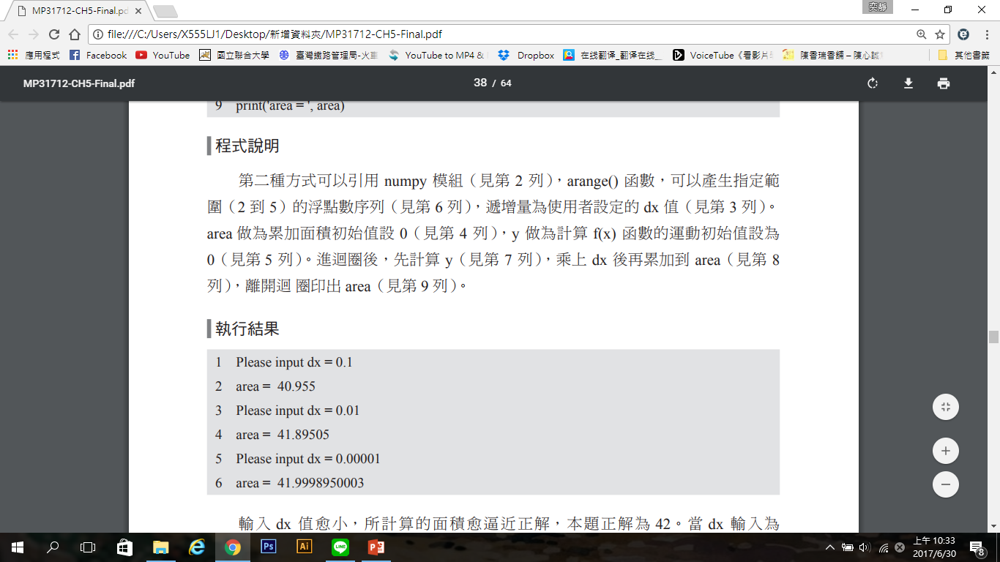 MP31712-CH5-Final.pd
奕靜
file:///C:/Users/X555LJ1/Desktop/新增資料夾/MP31712-CH5-Final.pdf
應用程式 Facebook YouTube 國立聯合大學 臺灣鐵路管理局-火車 YouTube to MP4 & Dropbox 在线翻译_翻译在线_ VoiceTube《看影片 陳香瑞香舖 – 陳心誠 其他書籤
MP31712-CH5-Final.pdf 38 / 64
9 print('area = ', area)
程式說明
第二種方式可以引用 numpy 模組（見第 2 列），arange() 函數，可以產生指定範
圍（2 到 5）的浮點數序列（見第 6 列），遞增量為使用者設定的 dx 值（見第 3 列）。
area 做為累加面積初始值設 0（見第 4 列），y 做為計算 f(x) 函數的運動初始值設為
0（見第 5 列）。進迴圈後，先計算 y（見第 7 列），乘上 dx 後再累加到 area（見第 8
列），離開迴 圈印出 area（見第 9 列）。
執行結果
1 Please input dx = 0.1
2 area = 40.955
3 Please input dx = 0.01
4 area = 41.89505
5 Please input dx = 0.00001
6 area = 41.9998950003
輸入 dx 值愈小，所計算的面積愈逼近正解，本題正解為 42。當 dx 輸入為
Ps Ai LINE P
上午 10:33
2017/6/30
8